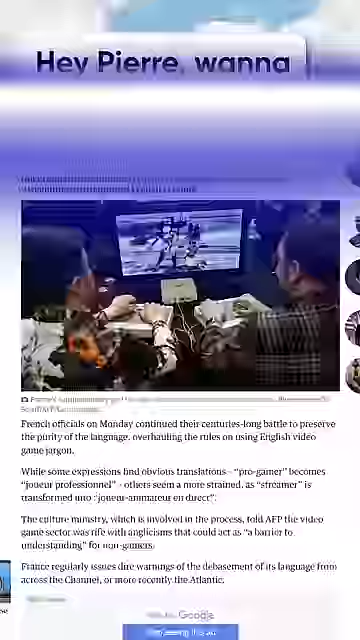 Hey Pierre, wanna
French officials on Monday continued their centuries-long battle to preserve
the purity of the language, overhauling the rules on using English video
game jargon.
While some expressions find obvious translations – “pro-gamer” becomes
“joueur professionnel” – others seem a more strained, as “streamer” is
transformed into “joueur-animateur en direct”.
The culture ministry, which is involved in the process, told AFP the video
game sector was rife with anglicisms that could act as “a barrier to
understanding” for non-gamers.
France regularly issues dire warnings of the debasement of its language from
across the Channel, or more recently the Atlantic.
Google